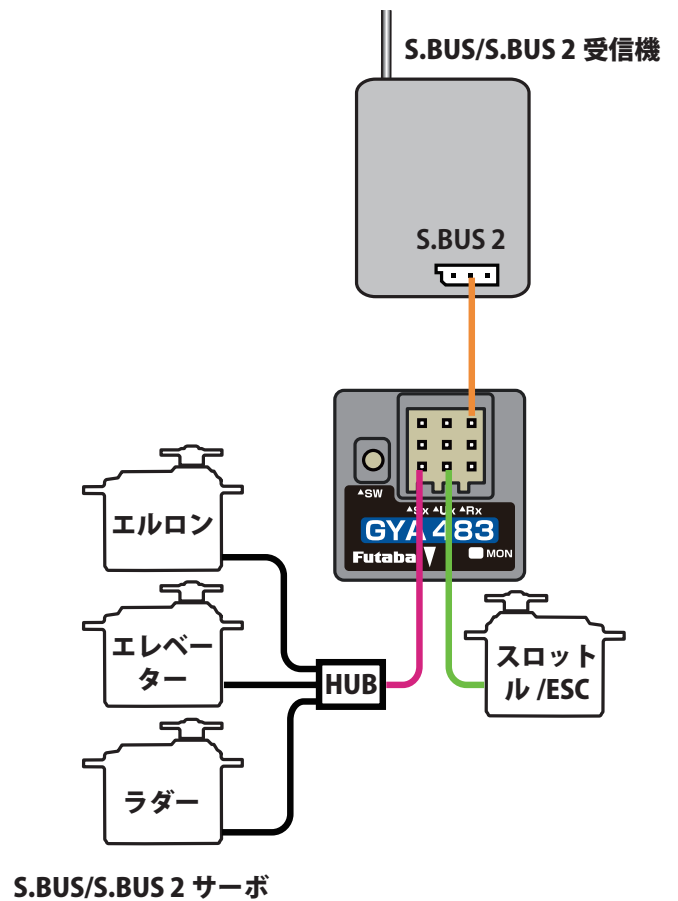 S.BUS/S.BUS 2 受信機
S.BUS 2
▲SW
▲Sx ▲Ux ▲Rx
GYA 483
Futaba
MON
エルロン
エレベー
ター
HUB
スロット
ル /ESC
ラダー
S.BUS/S.BUS 2 サーボ